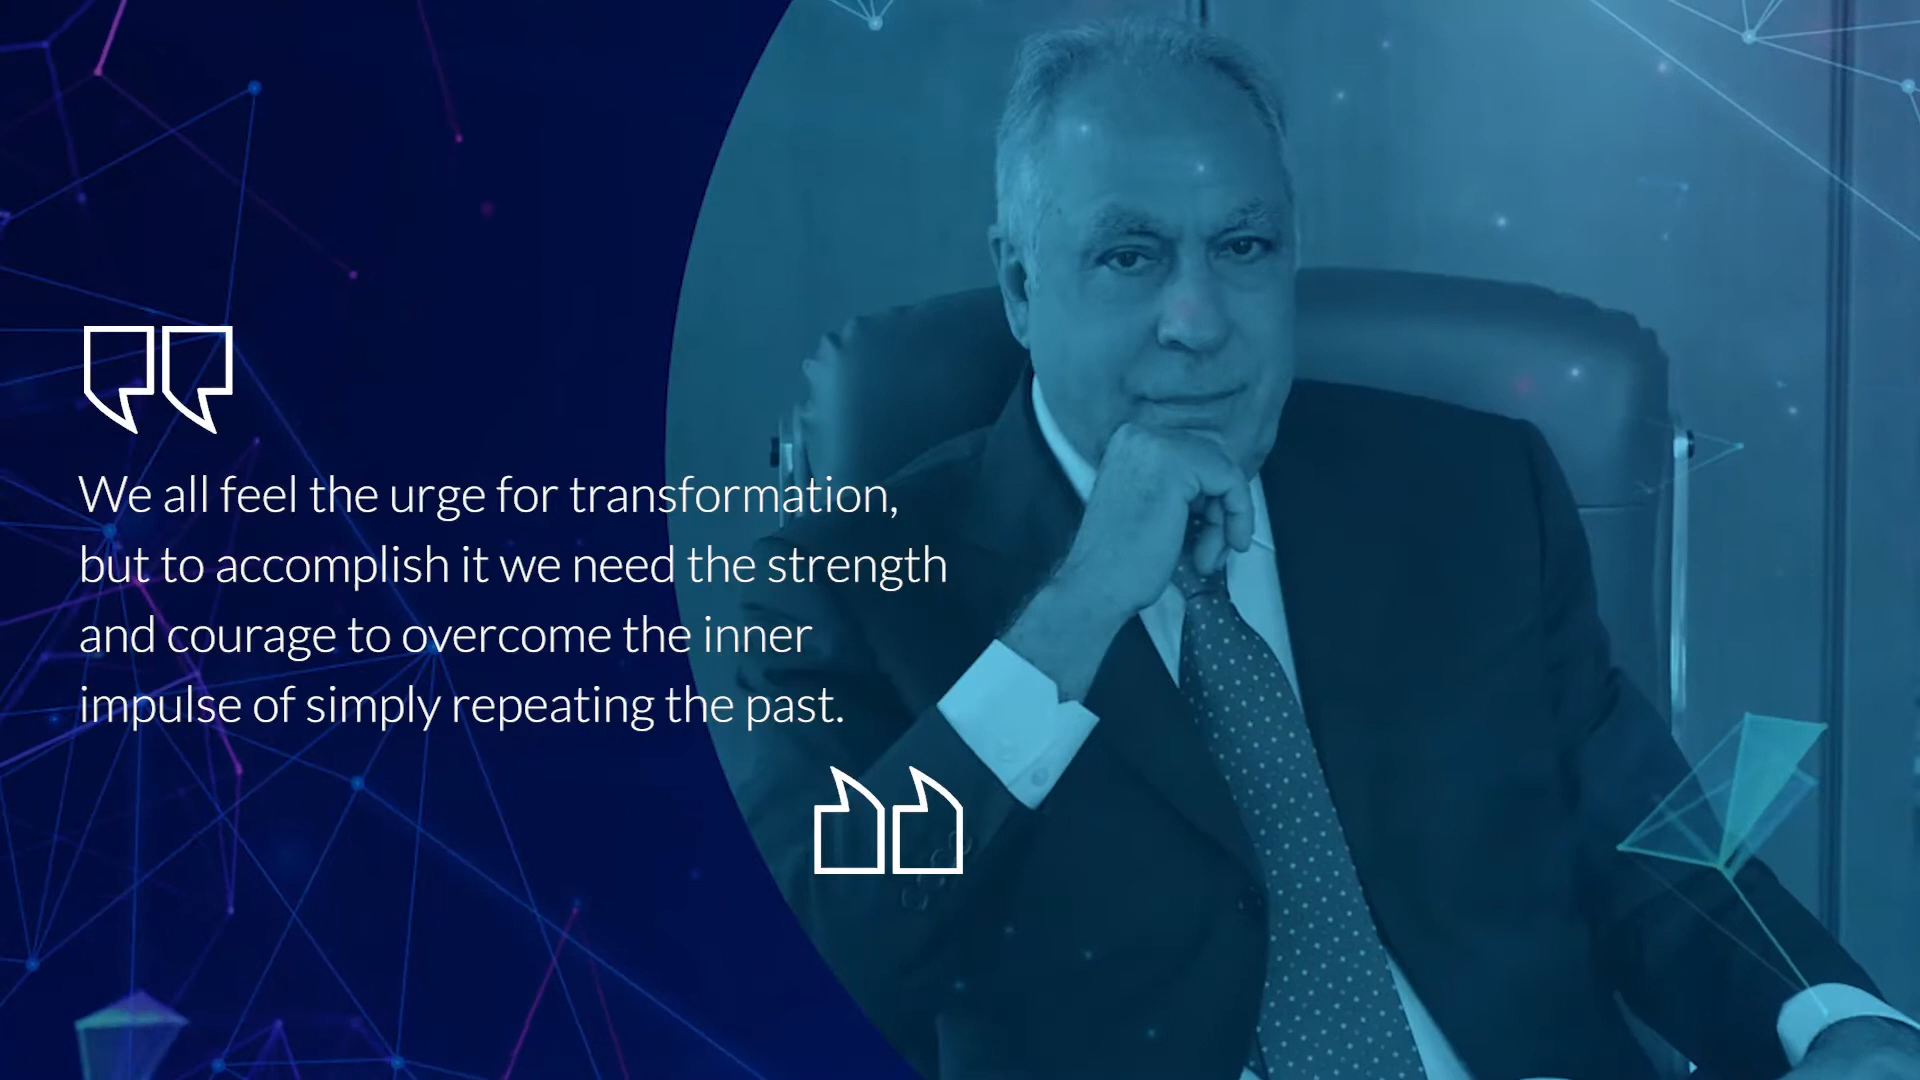 We all feel the urge for transformation,
but to accomplish it we need the strength
and courage to overcome the inner
impulse of simply repeating the past.